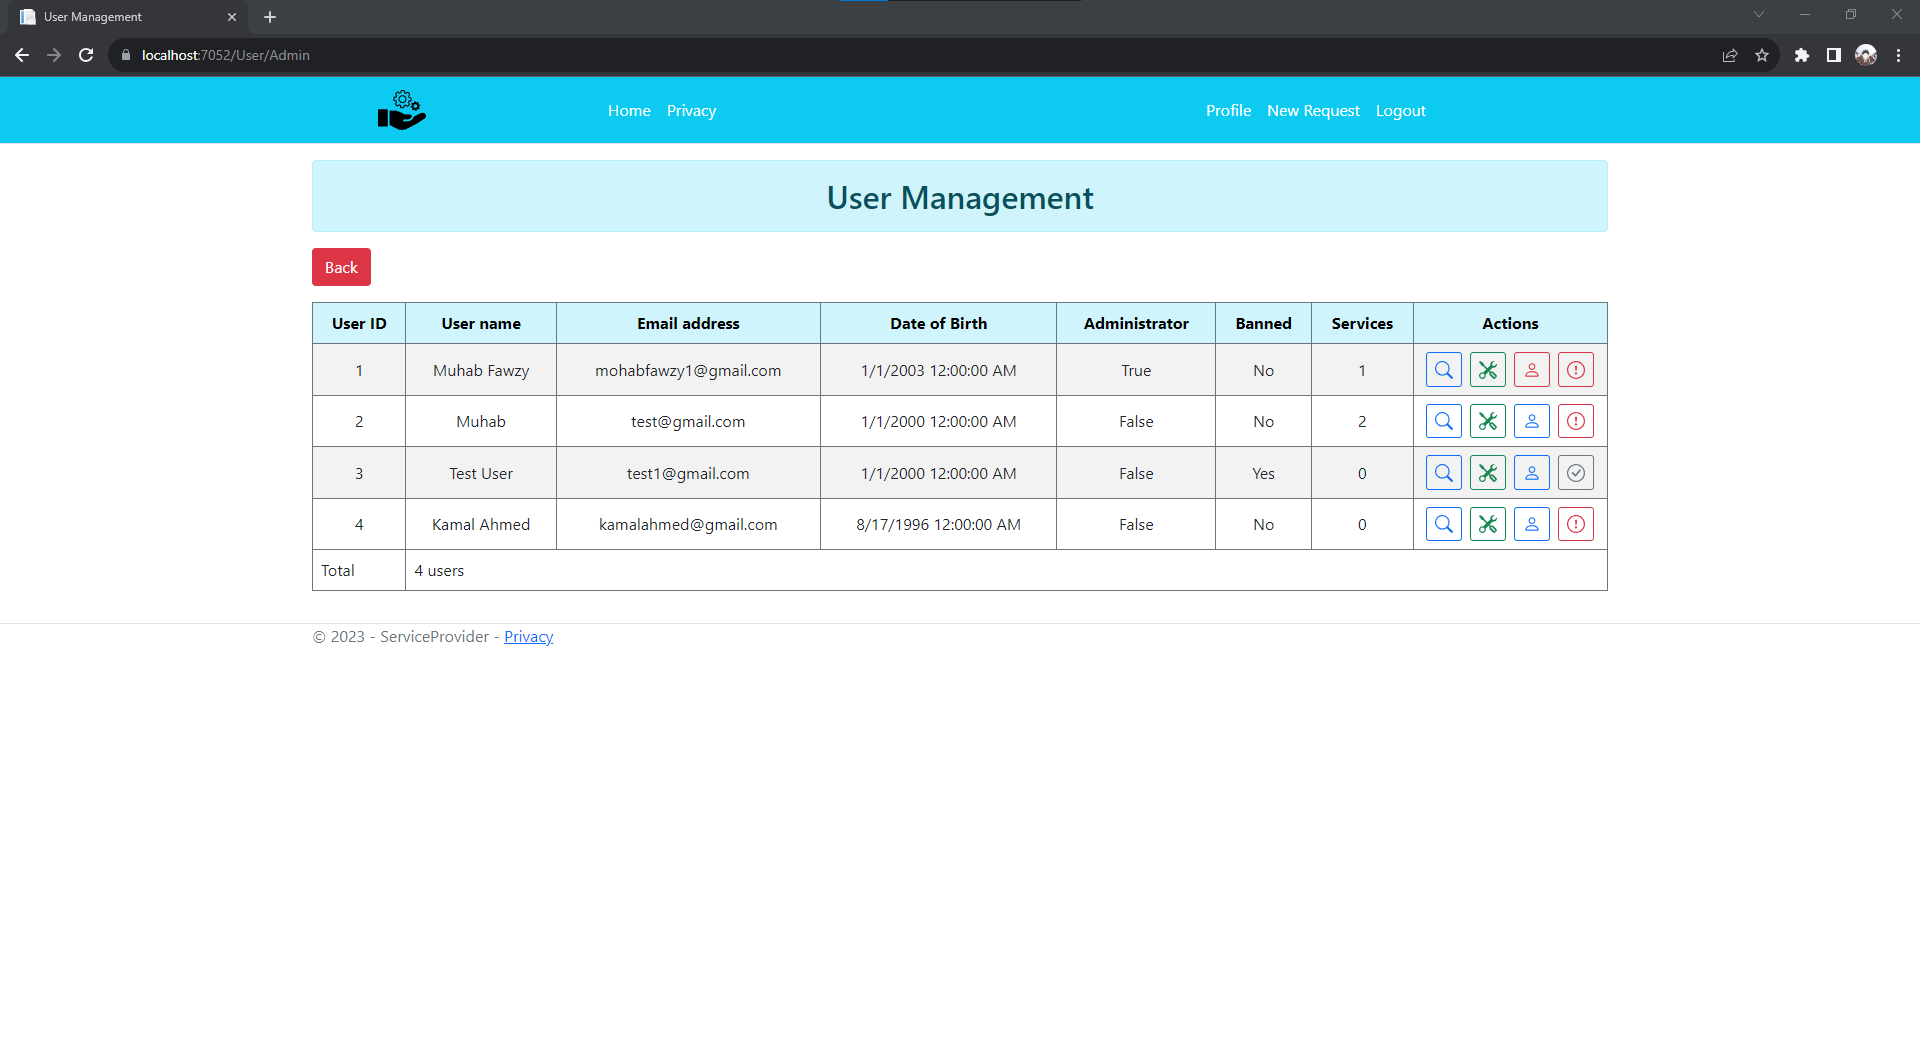 User Management
localhost:7052/User/Admin
Home Privacy Profile New Request Logout
User Management
Back
User ID User name Email address Date of Birth Administrator Banned Services Actions
1 Muhab Fawzy mohabfawzy1@gmail.com 1/1/2003 12:00:00 AM True No 1
2 Muhab test@gmail.com 1/1/2000 12:00:00 AM False No 2
3 Test User test1@gmail.com 1/1/2000 12:00:00 AM False Yes 0
4 Kamal Ahmed kamalahmed@gmail.com 8/17/1996 12:00:00 AM False No 0
Total 4 users
© 2023 - ServiceProvider - Privacy